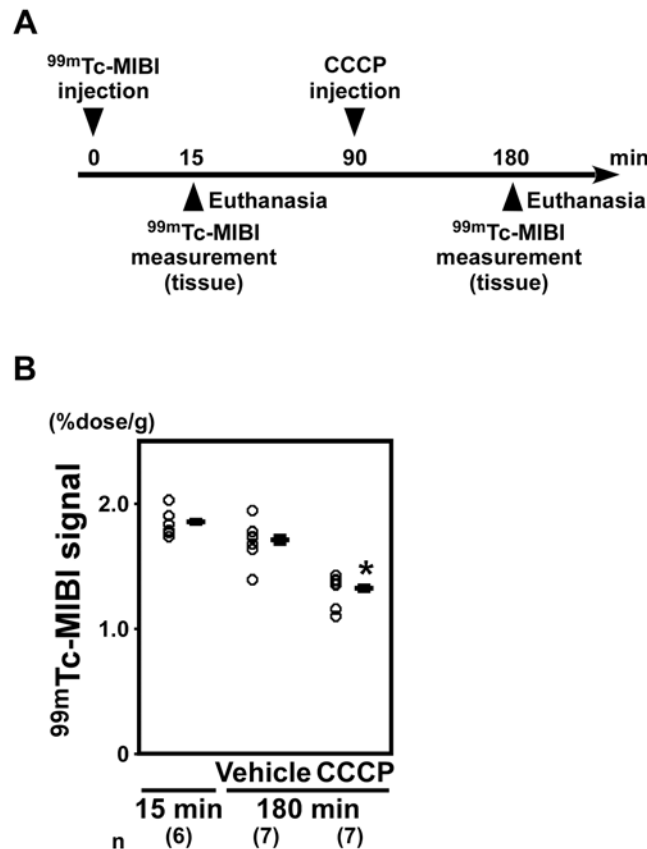 A
⁹⁹ᵐTc-MIBI CCCP
injection injection
0 15 90 180 min
Euthanasia Euthanasia
⁹⁹ᵐTc-MIBI ⁹⁹ᵐTc-MIBI
measurement measurement
(tissue) (tissue)
B
(%dose/g)
⁹⁹ᵐTc-MIBI signal
2.0
*
1.0
0
Vehicle CCCP
15 min 180 min
n (6) (7) (7)